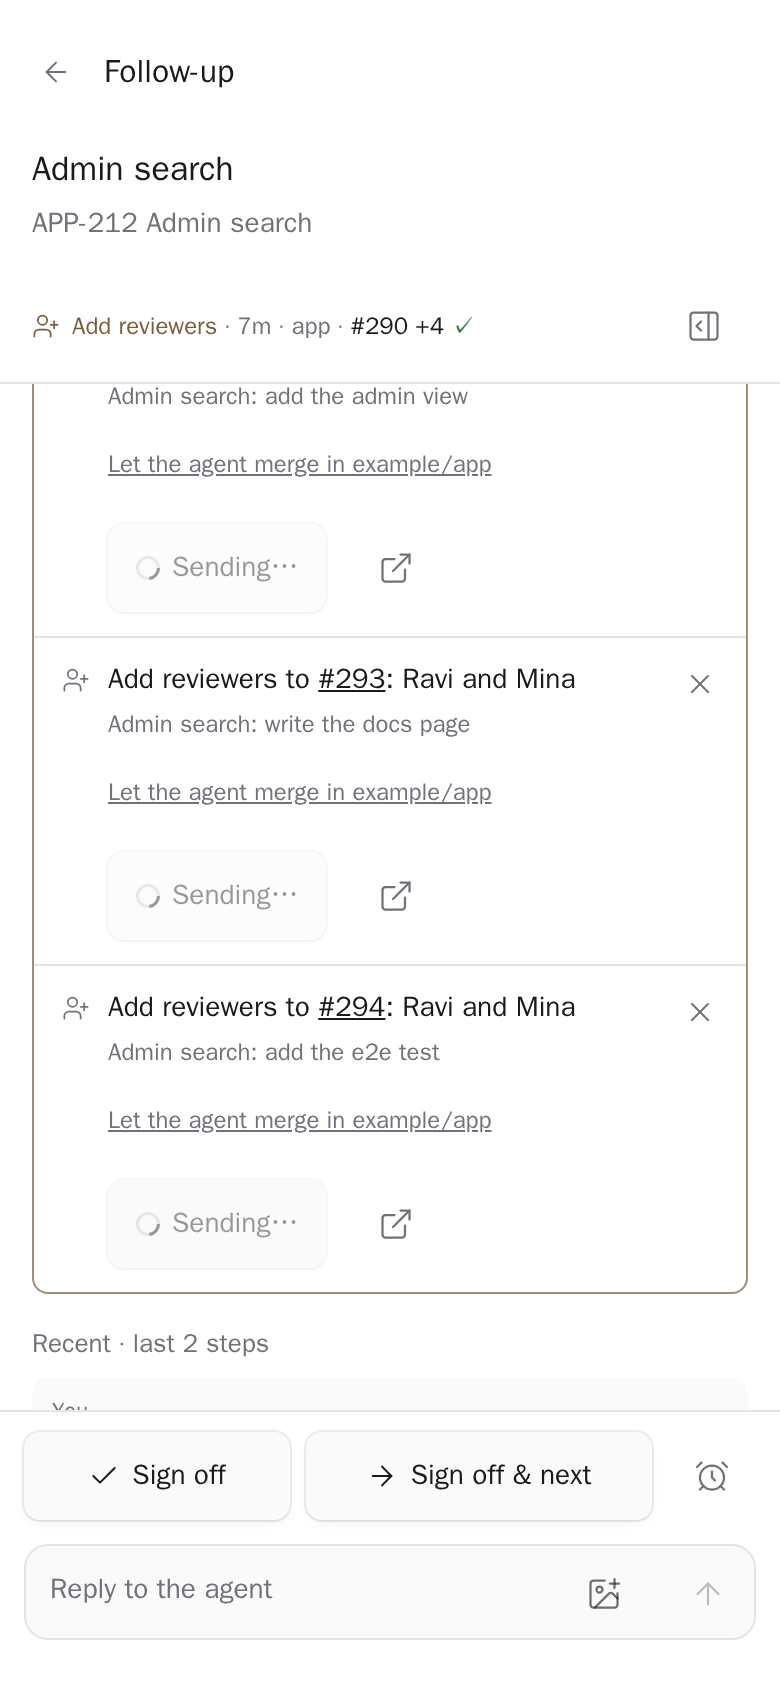 Follow-up
Admin search
APP-212 Admin search
Add reviewers · 7m · app · #290 +4 ✓
Admin search: add the admin view
Let the agent merge in example/app
Sending···
Add reviewers to #293: Ravi and Mina
Admin search: write the docs page
Let the agent merge in example/app
Sending···
Add reviewers to #294: Ravi and Mina
Admin search: add the e2e test
Let the agent merge in example/app
Sending···
Recent · last 2 steps
You
Sign off
Sign off & next
Reply to the agent